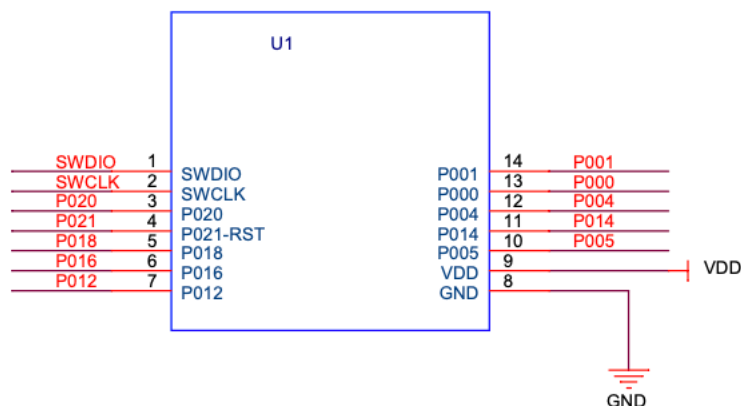 U1
SWDIO 1 SWDIO
SWCLK 2 SWCLK
P020 3 P020
P021 4 P021-RST
P018 5 P018
P016 6 P016
P012 7 P012
P001 14 P001
P000 13 P000
P004 12 P004
P014 11 P014
P005 10 P005
VDD 9 VDD
GND 8
GND